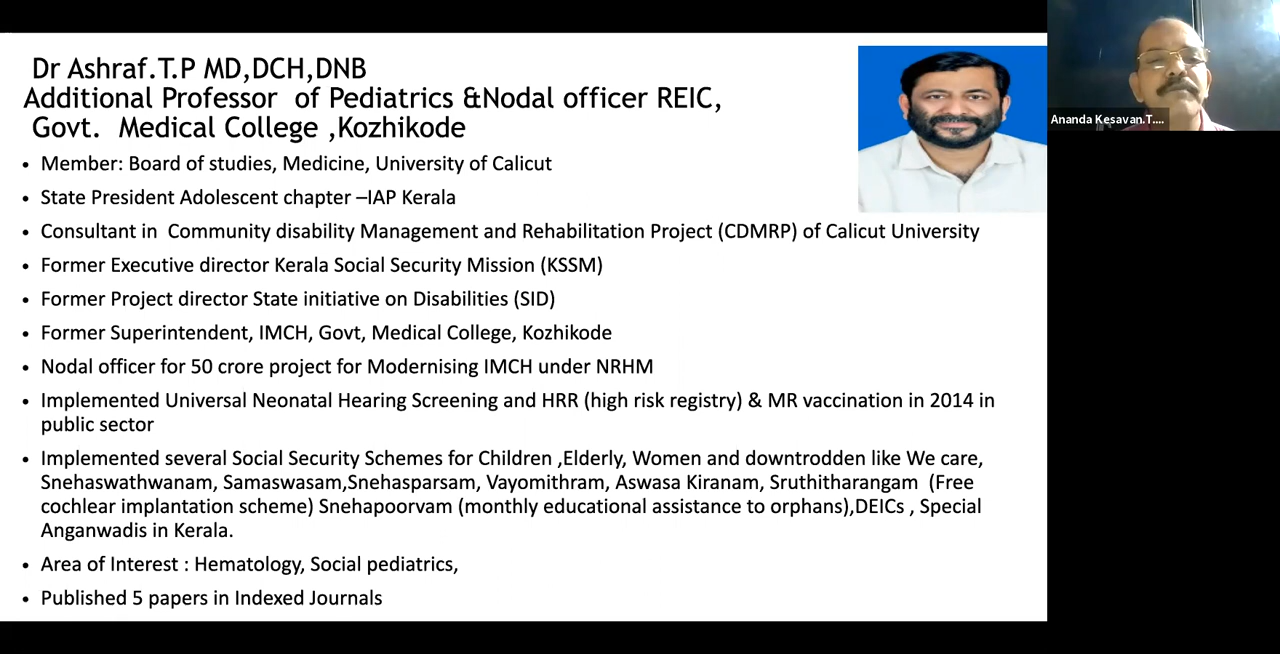 Dr Ashraf.T.P MD,DCH,DNB
Additional Professor of Pediatrics &Nodal officer REIC,
Govt. Medical College ,Kozhikode
• Member: Board of studies, Medicine, University of Calicut
• State President Adolescent chapter –IAP Kerala
• Consultant in Community disability Management and Rehabilitation Project (CDMRP) of Calicut University
• Former Executive director Kerala Social Security Mission (KSSM)
• Former Project director State initiative on Disabilities (SID)
• Former Superintendent, IMCH, Govt, Medical College, Kozhikode
• Nodal officer for 50 crore project for Modernising IMCH under NRHM
• Implemented Universal Neonatal Hearing Screening and HRR (high risk registry) & MR vaccination in 2014 in
public sector
• Implemented several Social Security Schemes for Children ,Elderly, Women and downtrodden like We care,
Snehaswathwanam, Samaswasam,Snehasparsam, Vayomithram, Aswasa Kiranam, Sruthitharangam (Free
cochlear implantation scheme) Snehapoorvam (monthly educational assistance to orphans),DEICs , Special
Anganwadis in Kerala.
• Area of Interest : Hematology, Social pediatrics,
• Published 5 papers in Indexed Journals
Ananda Kesavan.T....